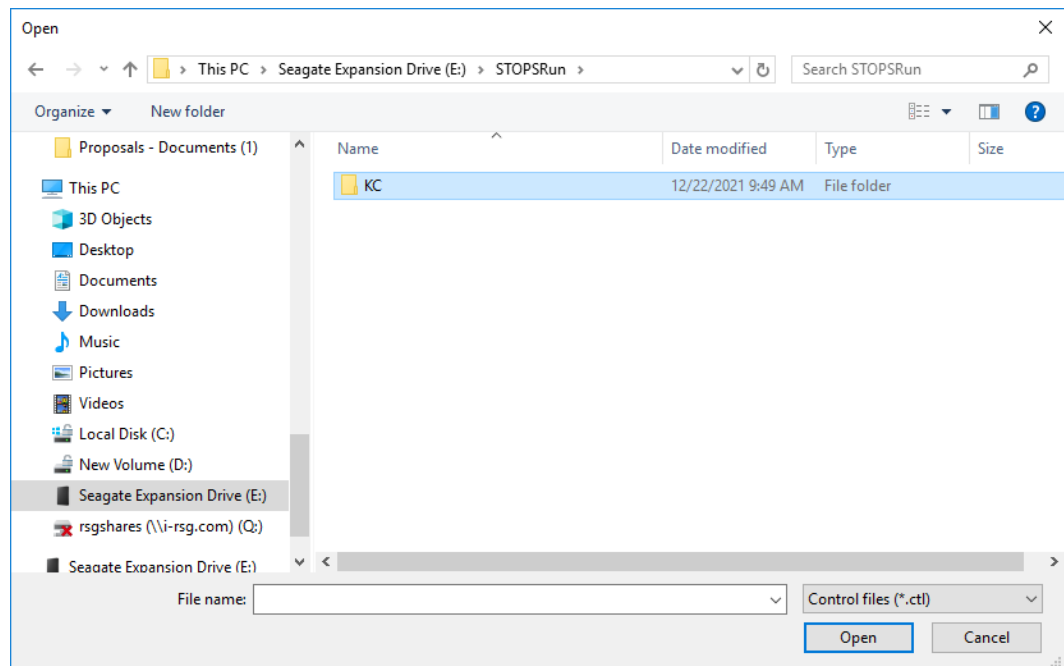 Open
This PC > Seagate Expansion Drive (E:) > STOPSRun >
Search STOPSRun
Organize
New folder
Proposals - Documents (1)
This PC
3D Objects
Desktop
Documents
Downloads
Music
Pictures
Videos
Local Disk (C:)
New Volume (D:)
Seagate Expansion Drive (E:)
rsgshares (\\i-rsg.com) (Q:)
Seagate Expansion Drive (E:)
Name Date modified Type Size
KC 12/22/2021 9:49 AM File folder
File name:
Control files (*.ctl)
Open Cancel